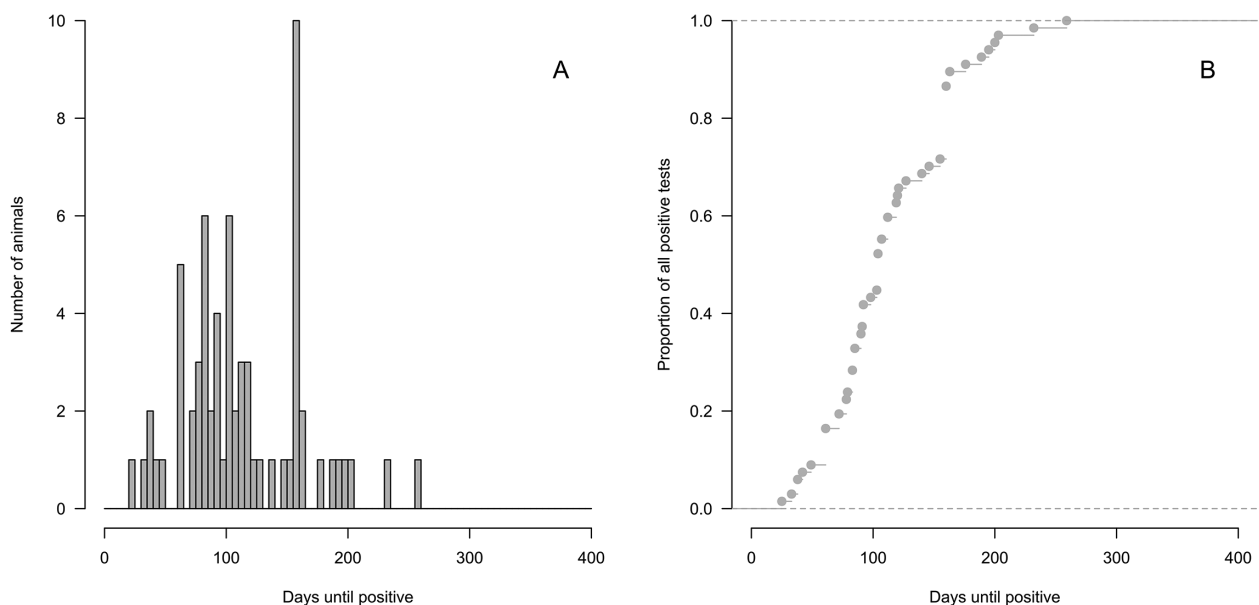 A
Number of animals
10
8
6
4
2
0
0 100 200 300 400
Days until positive
B
Proportion of all positive tests
1.0
0.8
0.6
0.4
0.2
0.0
0 100 200 300 400
Days until positive